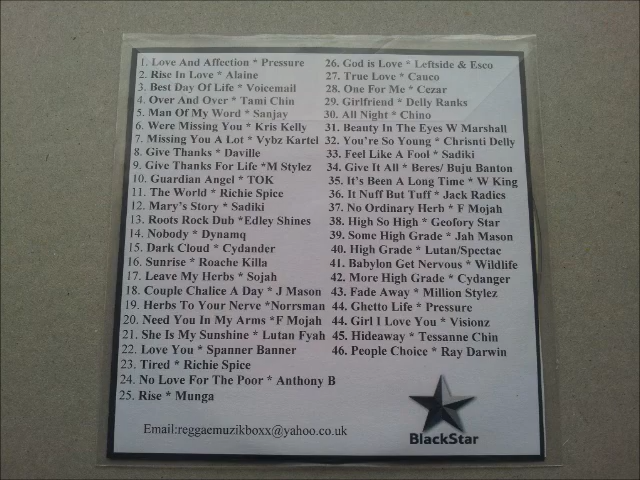 1. Love And Affection * Pressure
2. Rise In Love * Alaine
3. Best Day Of Life * Voicemail
4. Over And Over * Tami Chin
5. Man Of My Word * Sanjay
6. Were Missing You * Kris Kelly
7. Missing You A Lot * Vybz Kartel
8. Give Thanks * Daville
9. Give Thanks For Life *M Stylez
10. Guardian Angel * TOK
11. The World * Richie Spice
12. Mary's Story * Sadiki
13. Roots Rock Dub *Edley Shines
14. Nobody * Dynamq
15. Dark Cloud * Cydander
16. Sunrise * Roache Killa
17. Leave My Herbs * Sojah
18. Couple Chalice A Day * J Mason
19. Herbs To Your Nerve *Norrsman
20. Need You In My Arms *F Mojah
21. She Is My Sunshine * Lutan Fyah
22. Love You * Spanner Banner
23. Tired * Richie Spice
24. No Love For The Poor * Anthony B
25. Rise * Munga
26. God is Love * Leftside & Esco
27. True Love * Cauco
28. One For Me * Cezar
29. Girlfriend * Delly Ranks
30. All Night * Chino
31. Beauty In The Eyes W Marshall
32. You're So Young * Chrisnti Delly
33. Feel Like A Fool * Sadiki
34. Give It All * Beres/ Buju Banton
35. It's Been A Long Time * W King
36. It Nuff But Tuff * Jack Radics
37. No Ordinary Herb * F Mojah
38. High So High * Geofory Star
39. Some High Grade * Jah Mason
40. High Grade * Lutan/Spectac
41. Babylon Get Nervous * Wildlife
42. More High Grade * Cydanger
43. Fade Away * Million Stylez
44. Ghetto Life * Pressure
44. Girl I Love You * Visionz
45. Hideaway * Tessanne Chin
46. People Choice * Ray Darwin
Email:reggaemuzikboxx@yahoo.co.uk
BlackStar